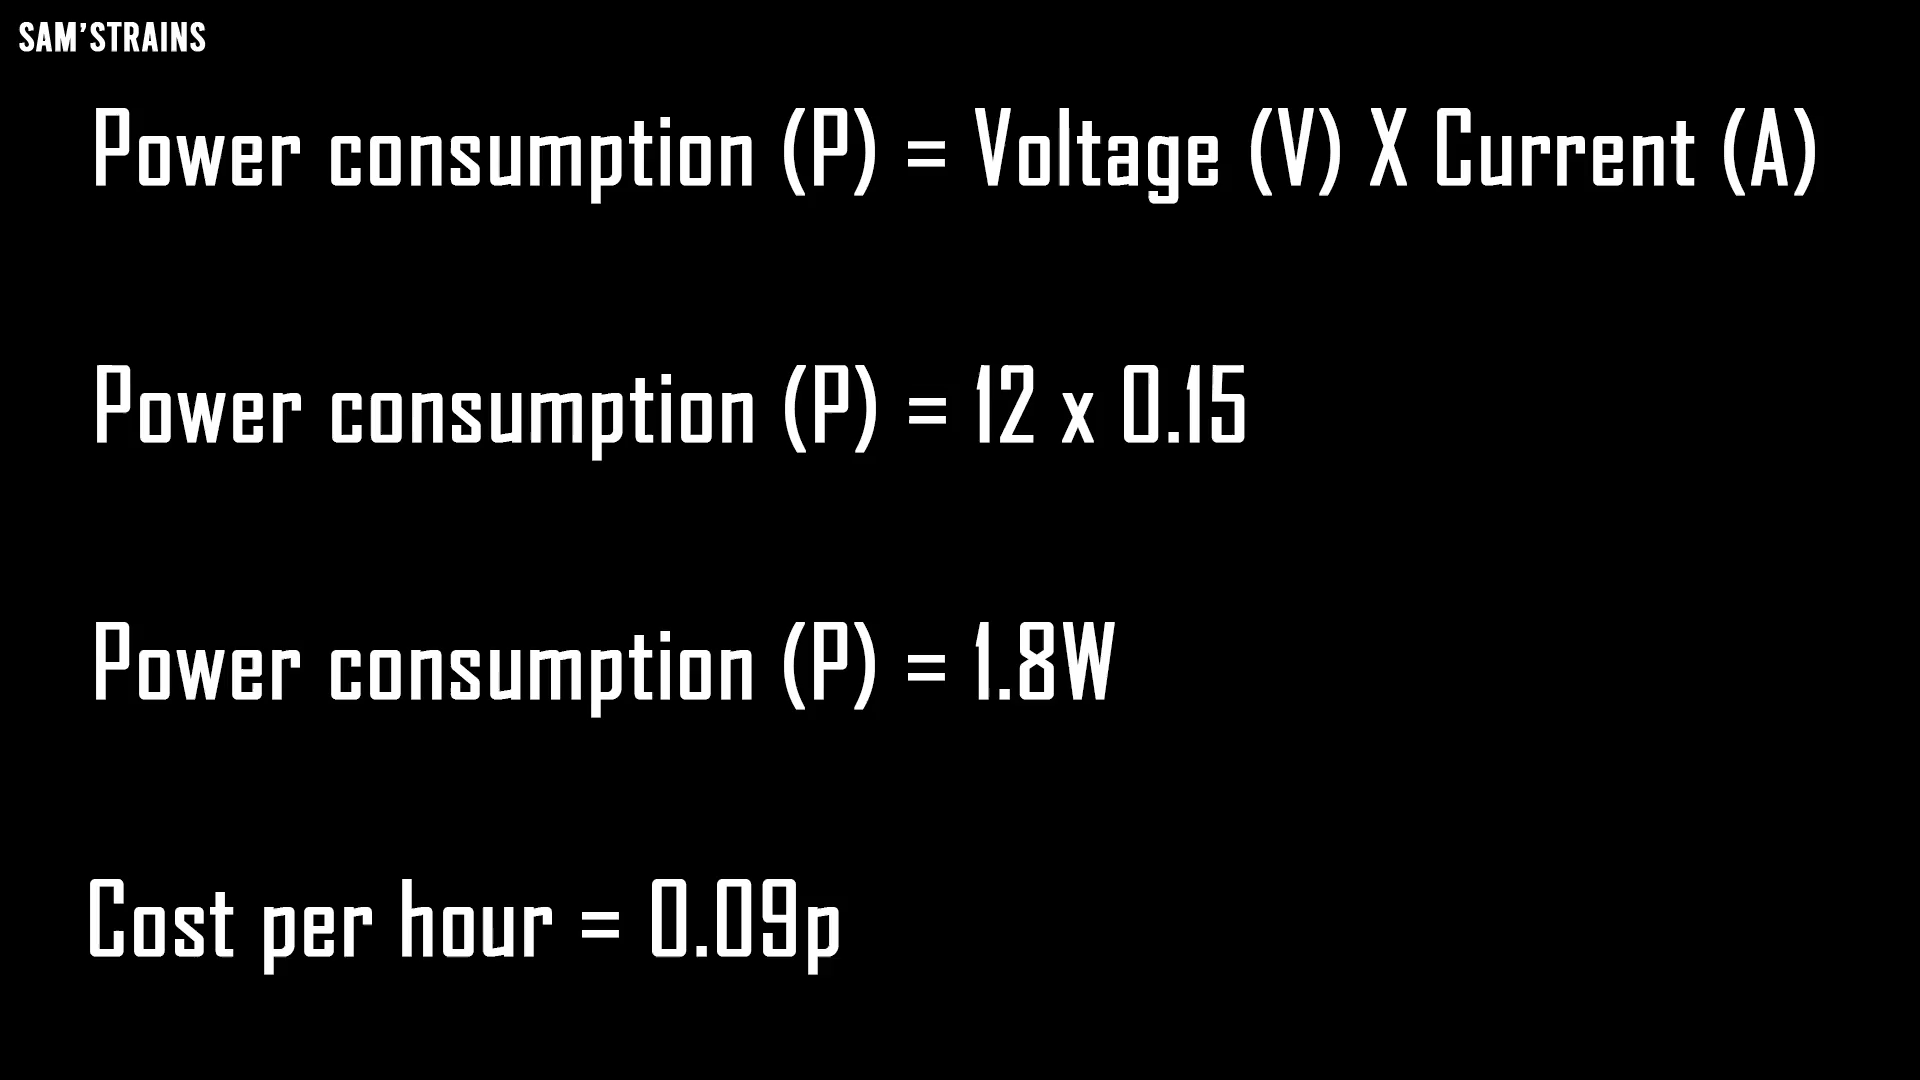 SAM'STRAINS
Power consumption (P) = Voltage (V) X Current (A)
Power consumption (P) = 12 x 0.15
Power consumption (P) = 1.8W
Cost per hour = 0.09p